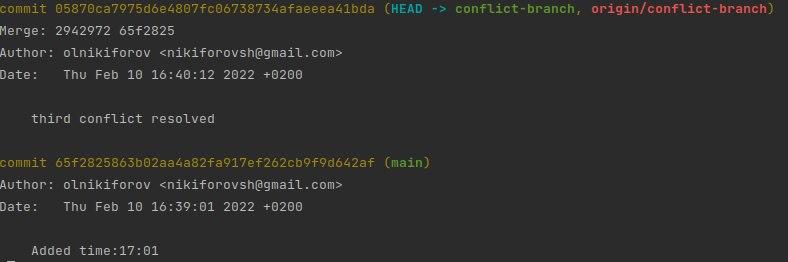 commit 05870ca7975d6e4807fc06738734afaeeea41bda (HEAD -> conflict-branch, origin/conflict-branch)
Merge: 2942972 65f2825
Author: olnikiforov <nikiforovsh@gmail.com>
Date:   Thu Feb 10 16:40:12 2022 +0200
    third conflict resolved
commit 65f2825863b02aa4a82fa917ef262cb9f9d642af (main)
Author: olnikiforov <nikiforovsh@gmail.com>
Date:   Thu Feb 10 16:39:01 2022 +0200
    Added time:17:01